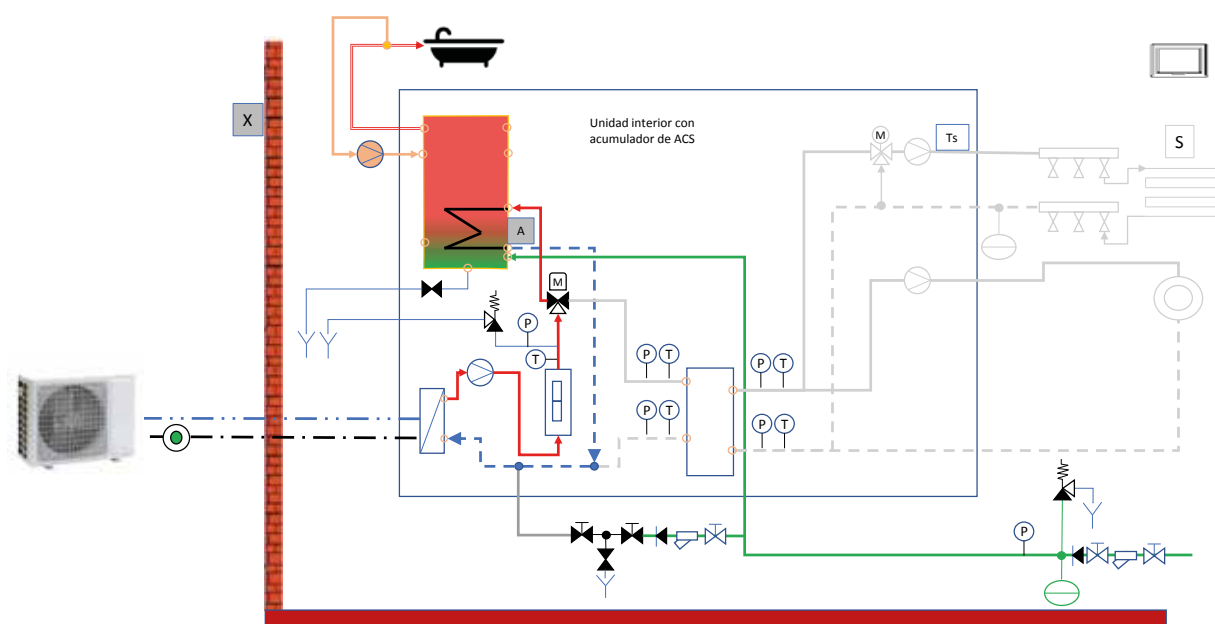 X
Unidad interior con
acumulador de ACS
M
Ts
S
A
M
P
T
P
T
P
T
P
T
P
T
P